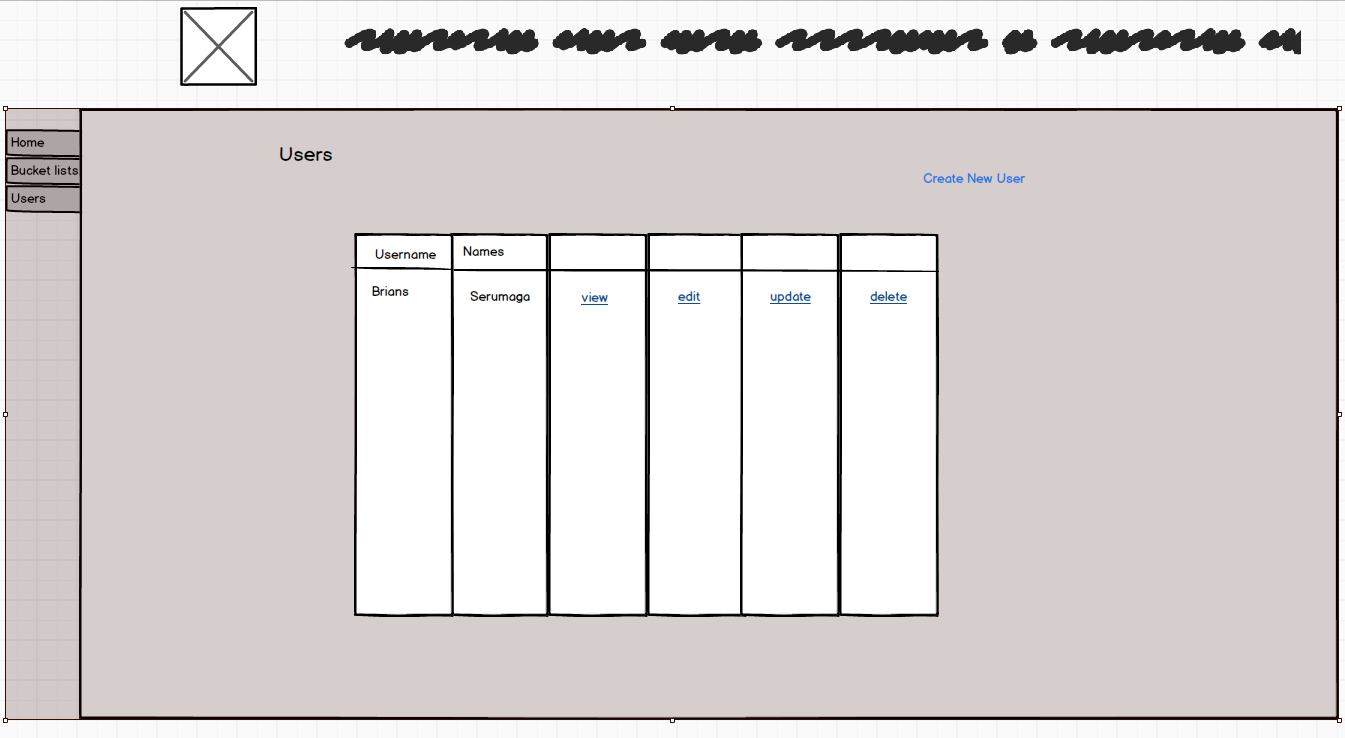 Home
Bucket lists
Users
Users
Create New User
Username Names
Brians Serumaga view edit update delete